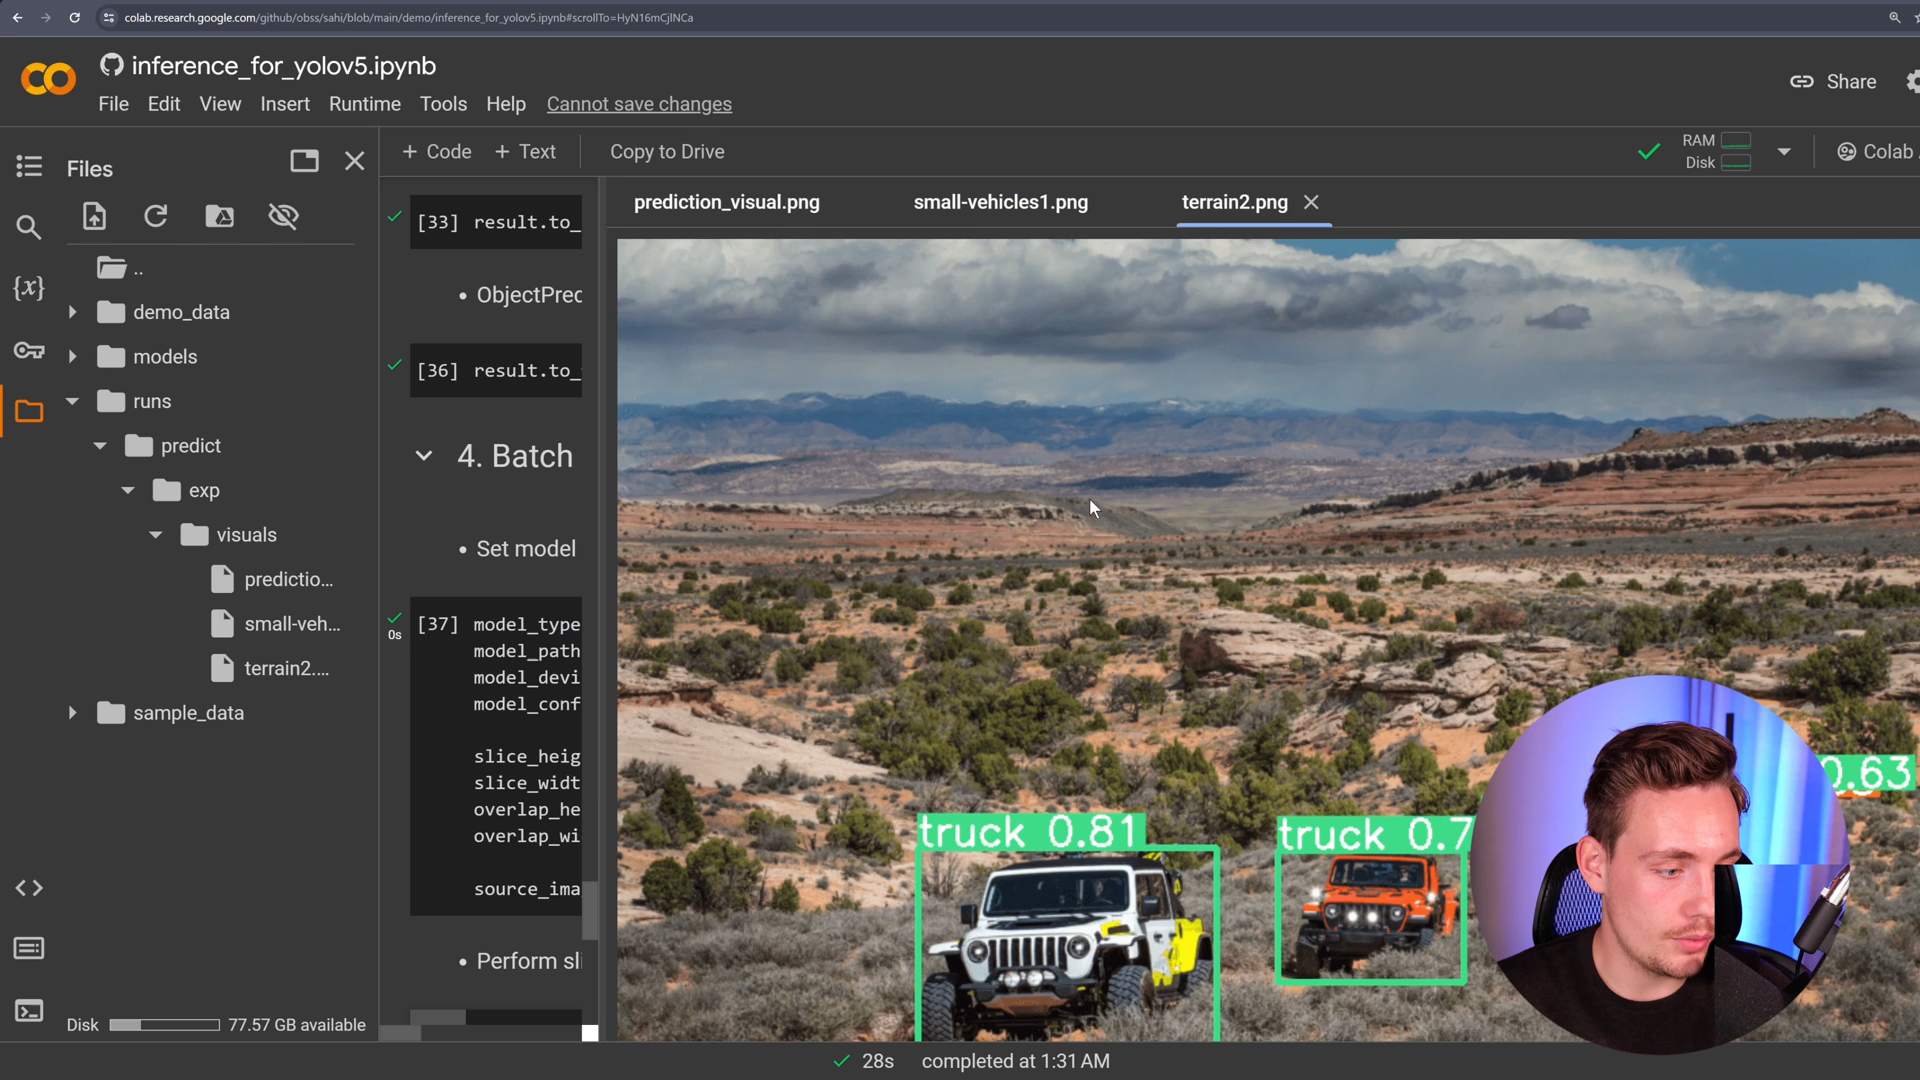 colab.research.google.com/github/obss/sahi/blob/main/demo/inference_for_yolov5.ipynb#scrollTo=HyN16mCjlNCa
inference_for_yolov5.ipynb
File Edit View Insert Runtime Tools Help Cannot save changes
Share
Files
+ Code + Text Copy to Drive
RAM
Disk
Colab
prediction_visual.png small-vehicles1.png terrain2.png
..
demo_data
models
runs
predict
exp
visuals
predictio...
small-veh...
terrain2....
sample_data
Disk 77.57 GB available
[33] result.to_
• ObjectPred
[36] result.to_
4. Batch
• Set model
0s
[37] model_type
model_path
model_devi
model_conf
slice_heig
slice_widt
overlap_he
overlap_wi
source_ima
• Perform sli
truck 0.81
truck 0.7
0.63
28s completed at 1:31 AM